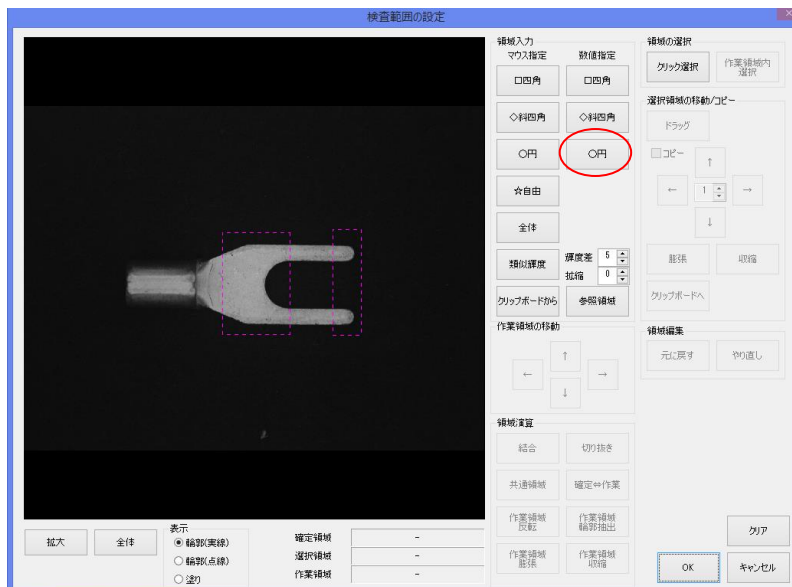 検査範囲の設定
領域入力
マウス指定 数値指定
□四角 □四角
◇斜四角 ◇斜四角
○円 ○円
☆自由
全体
類似輝度 輝度差 5
拡縮 0
クリップボードから 参照領域
作業領域の移動
↑
← →
↓
領域演算
結合 切り抜き
共通領域 確定⇔作業
作業領域反転 作業領域輪郭抽出
作業領域膨張 作業領域収縮
領域の選択
クリック選択 作業領域内選択
選択領域の移動/コピー
ドラッグ
コピー
↑
← 1 →
↓
膨張 収縮
クリップボードへ
領域編集
元に戻す やり直し
クリア
OK キャンセル
拡大 全体
表示
輪郭(実線)
輪郭(点線)
塗り
確定領域 -
選択領域 -
作業領域 -